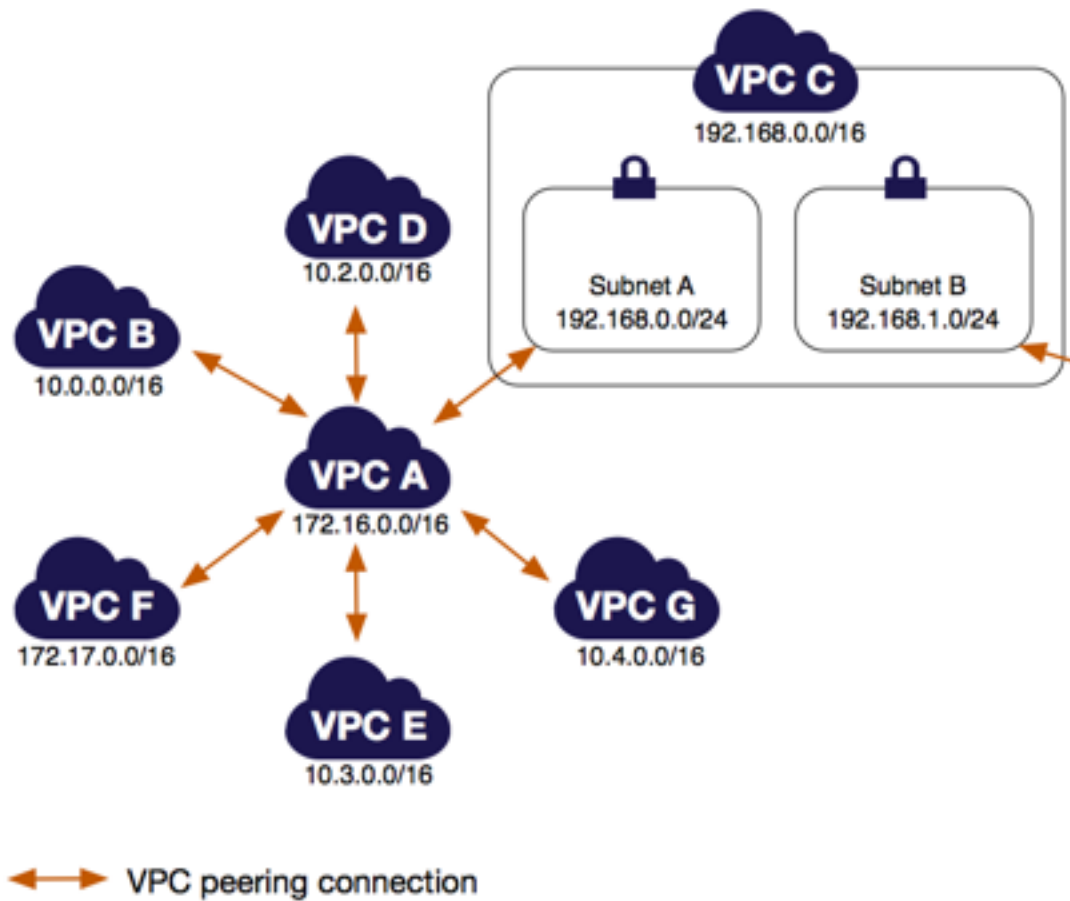 VPC C
192.168.0.0/16
VPC D
10.2.0.0/16
Subnet A
192.168.0.0/24
Subnet B
192.168.1.0/24
VPC B
10.0.0.0/16
VPC A
172.16.0.0/16
VPC F
172.17.0.0/16
VPC G
10.4.0.0/16
VPC E
10.3.0.0/16
VPC peering connection